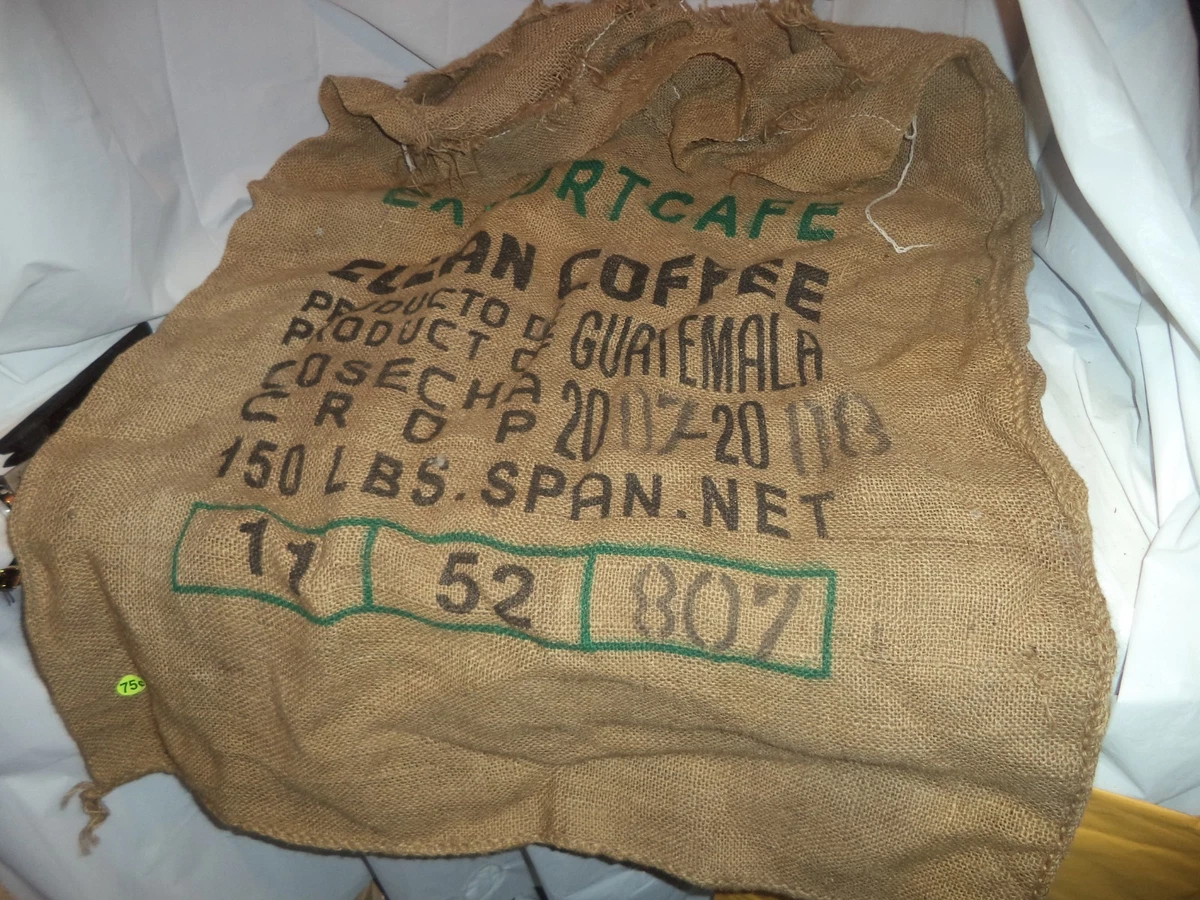 EXPORTCAFE
CLEAN COFFEE
PRODUCTO DE
PRODUCT OF GUATEMALA
COSECHA
CROP 2007-2008
150 LBS. SPAN. NET
11 52 807
75¢